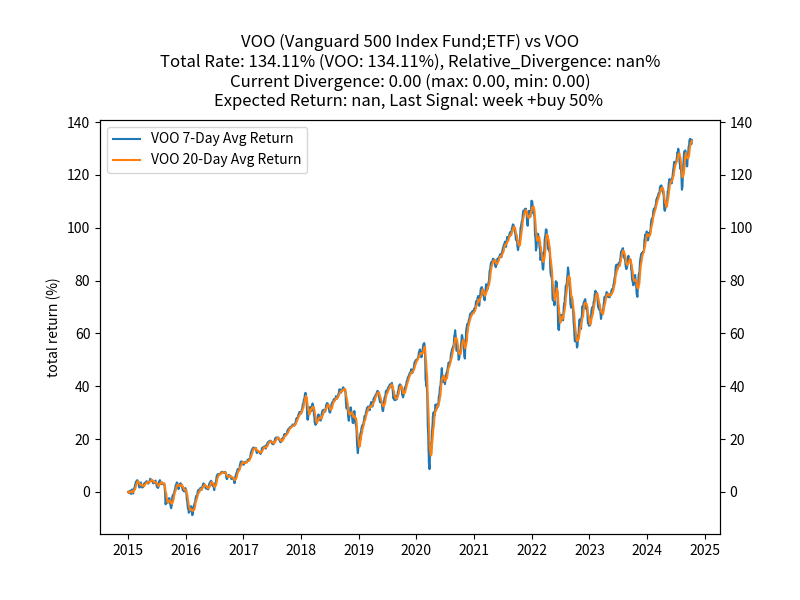 VOO (Vanguard 500 Index Fund;ETF) vs VOO
Total Rate: 134.11% (VOO: 134.11%), Relative_Divergence: nan%
Current Divergence: 0.00 (max: 0.00, min: 0.00)
Expected Return: nan, Last Signal: week +buy 50%
VOO 7-Day Avg Return
VOO 20-Day Avg Return
total return (%)
140
120
100
80
60
40
20
0
140
120
100
80
60
40
20
0
2015 2016 2017 2018 2019 2020 2021 2022 2023 2024 2025